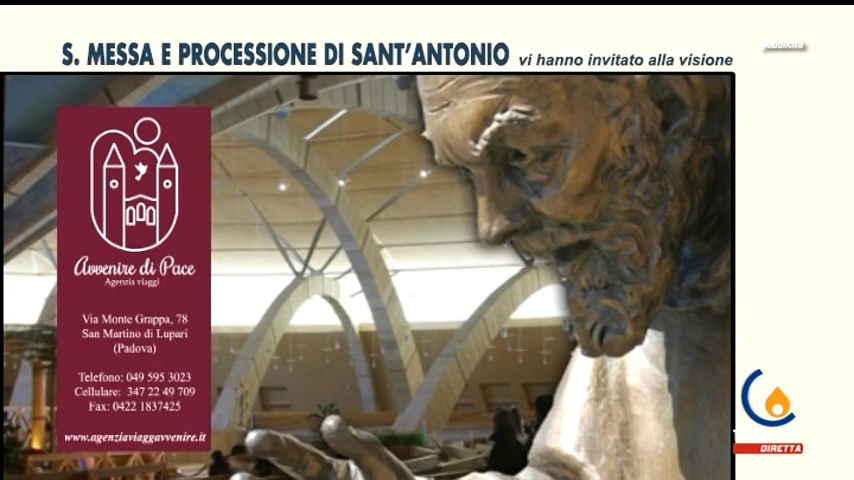 S. MESSA E PROCESSIONE DI SANT'ANTONIO vi hanno invitato alla visione
pubblicità
Avvenire di Pace
Agenzia viaggi
Via Monte Grappa, 78
San Martino di Lupari
(Padova)
Telefono: 049 595 3023
Cellulare: 347 22 49 709
Fax: 0422 1837425
www.agenziaviaggavvenire.it
DIRETTA